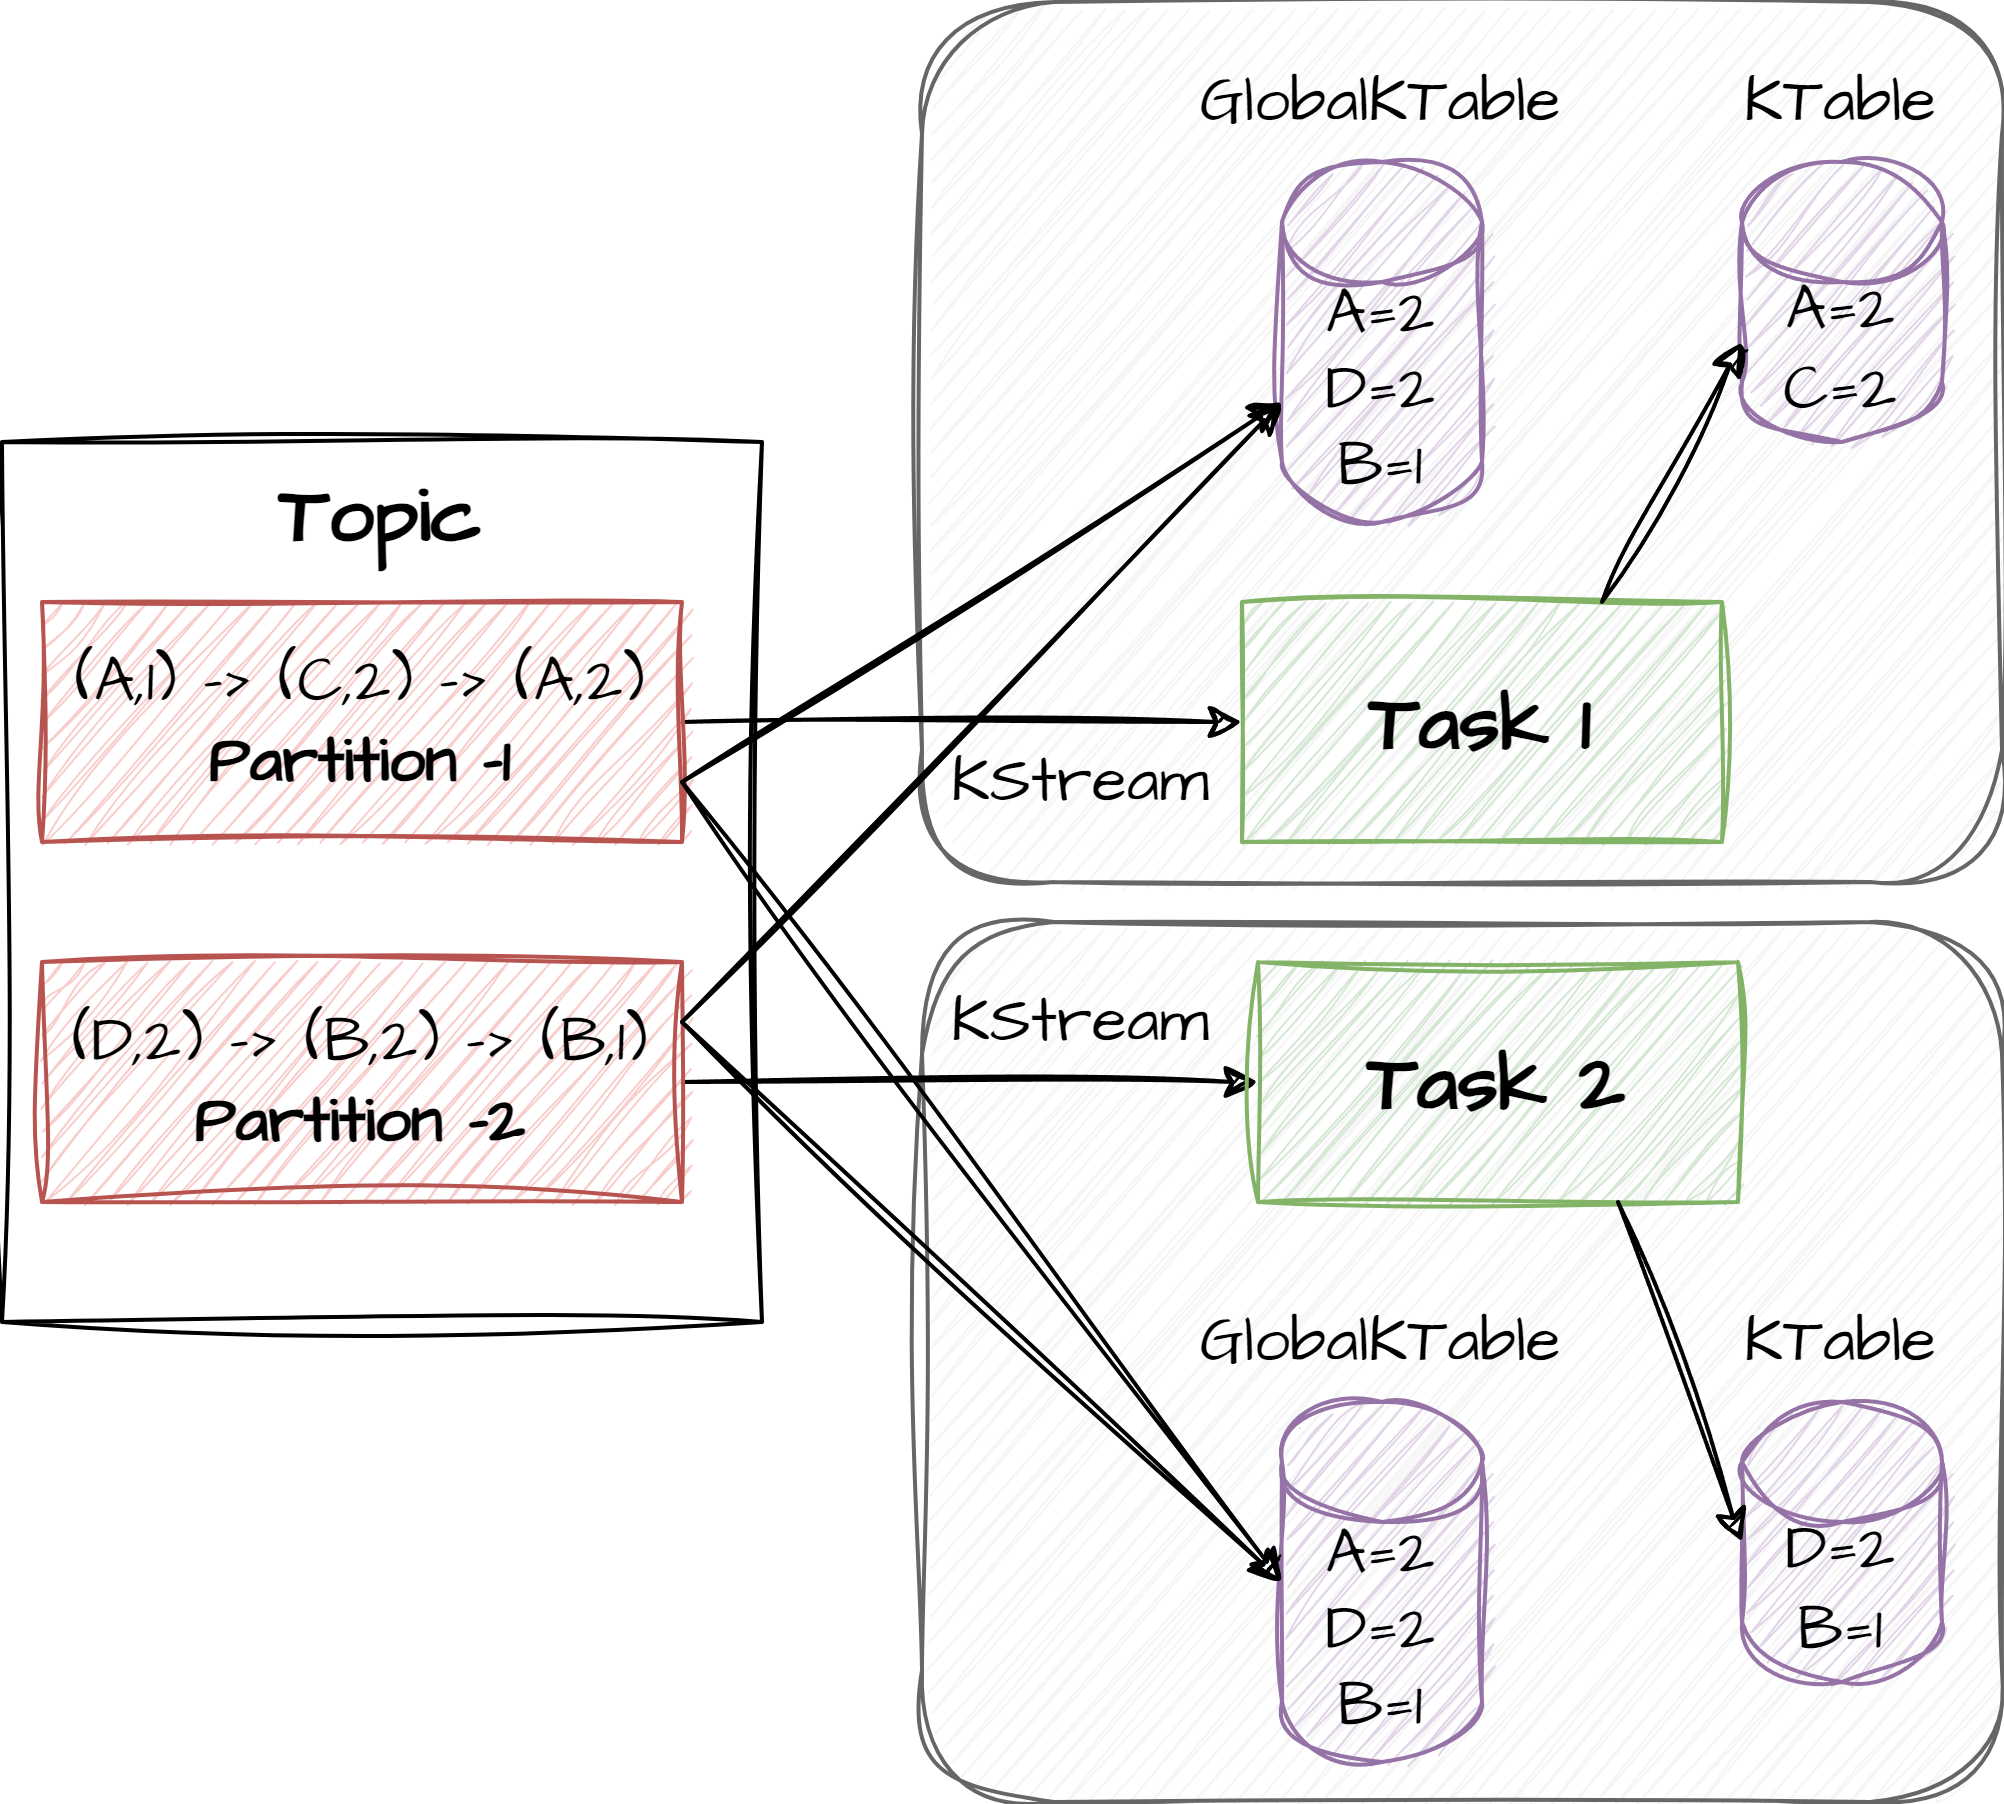 Topic
(A,1) -> (C,2) -> (A,2)
Partition -1
(D,2) -> (B,2) -> (B,1)
Partition -2
GlobalKTable
KTable
A=2
D=2
B=1
A=2
C=2
KStream
Task 1
KStream
Task 2
GlobalKTable
KTable
A=2
D=2
B=1
D=2
B=1